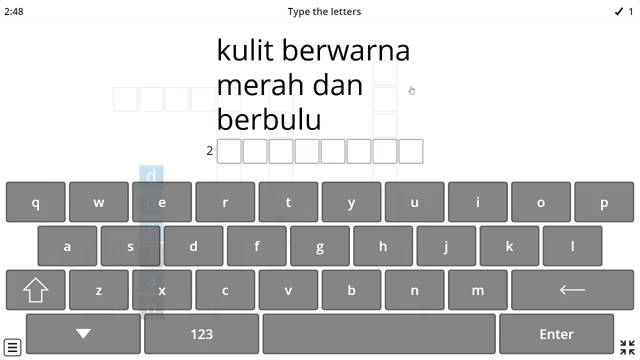 2:48
Type the letters
✓ 1
kulit berwarna
merah dan
berbulu
2
d
q w e r t y u i o p
a s d f g h j k l
z x c v b n m
123
Enter